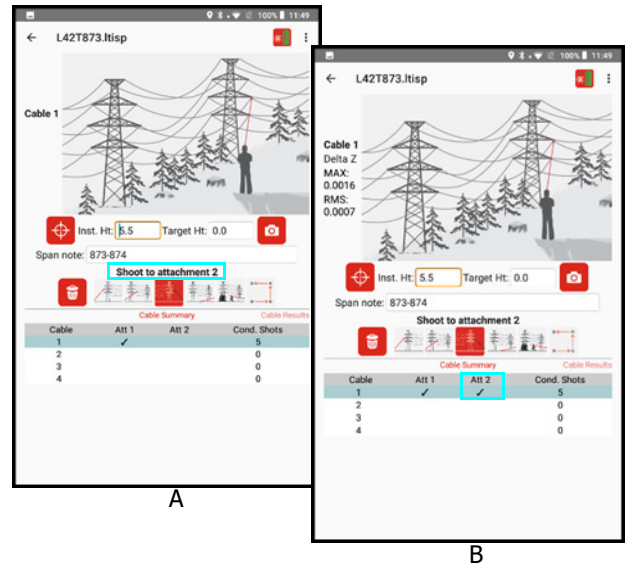 100% 11:49
L42T873.ltisp
Cable 1
Inst. Ht: 5.5 Target Ht: 0.0
Span note: 873-874
Shoot to attachment 2
Cable Summary Cable Results
Cable Att 1 Att 2 Cond. Shots
1 ✓ 5
2 0
3 0
4 0
A
100% 11:49
L42T873.ltisp
Cable 1
Delta Z
MAX:
0.0016
RMS:
0.0007
Inst. Ht: 5.5 Target Ht: 0.0
Span note: 873-874
Shoot to attachment 2
Cable Summary Cable Results
Cable Att 1 Att 2 Cond. Shots
1 ✓ ✓ 5
2 0
3 0
4 0
B